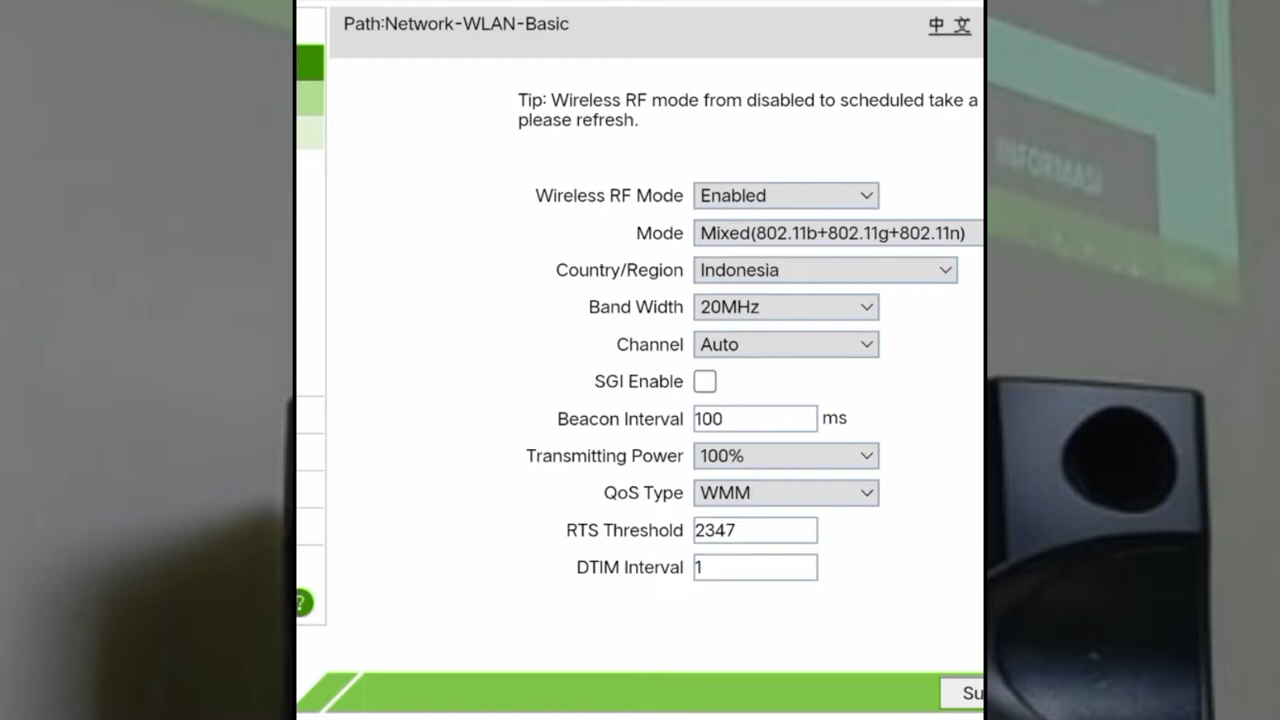 Path:Network-WLAN-Basic
中 文
Tip: Wireless RF mode from disabled to scheduled take a
please refresh.
INFORMASI
Wireless RF Mode Enabled
Mode Mixed(802.11b+802.11g+802.11n)
Country/Region Indonesia
Band Width 20MHz
Channel Auto
SGI Enable
Beacon Interval 100 ms
Transmitting Power 100%
QoS Type WMM
RTS Threshold 2347
DTIM Interval 1
?
Su